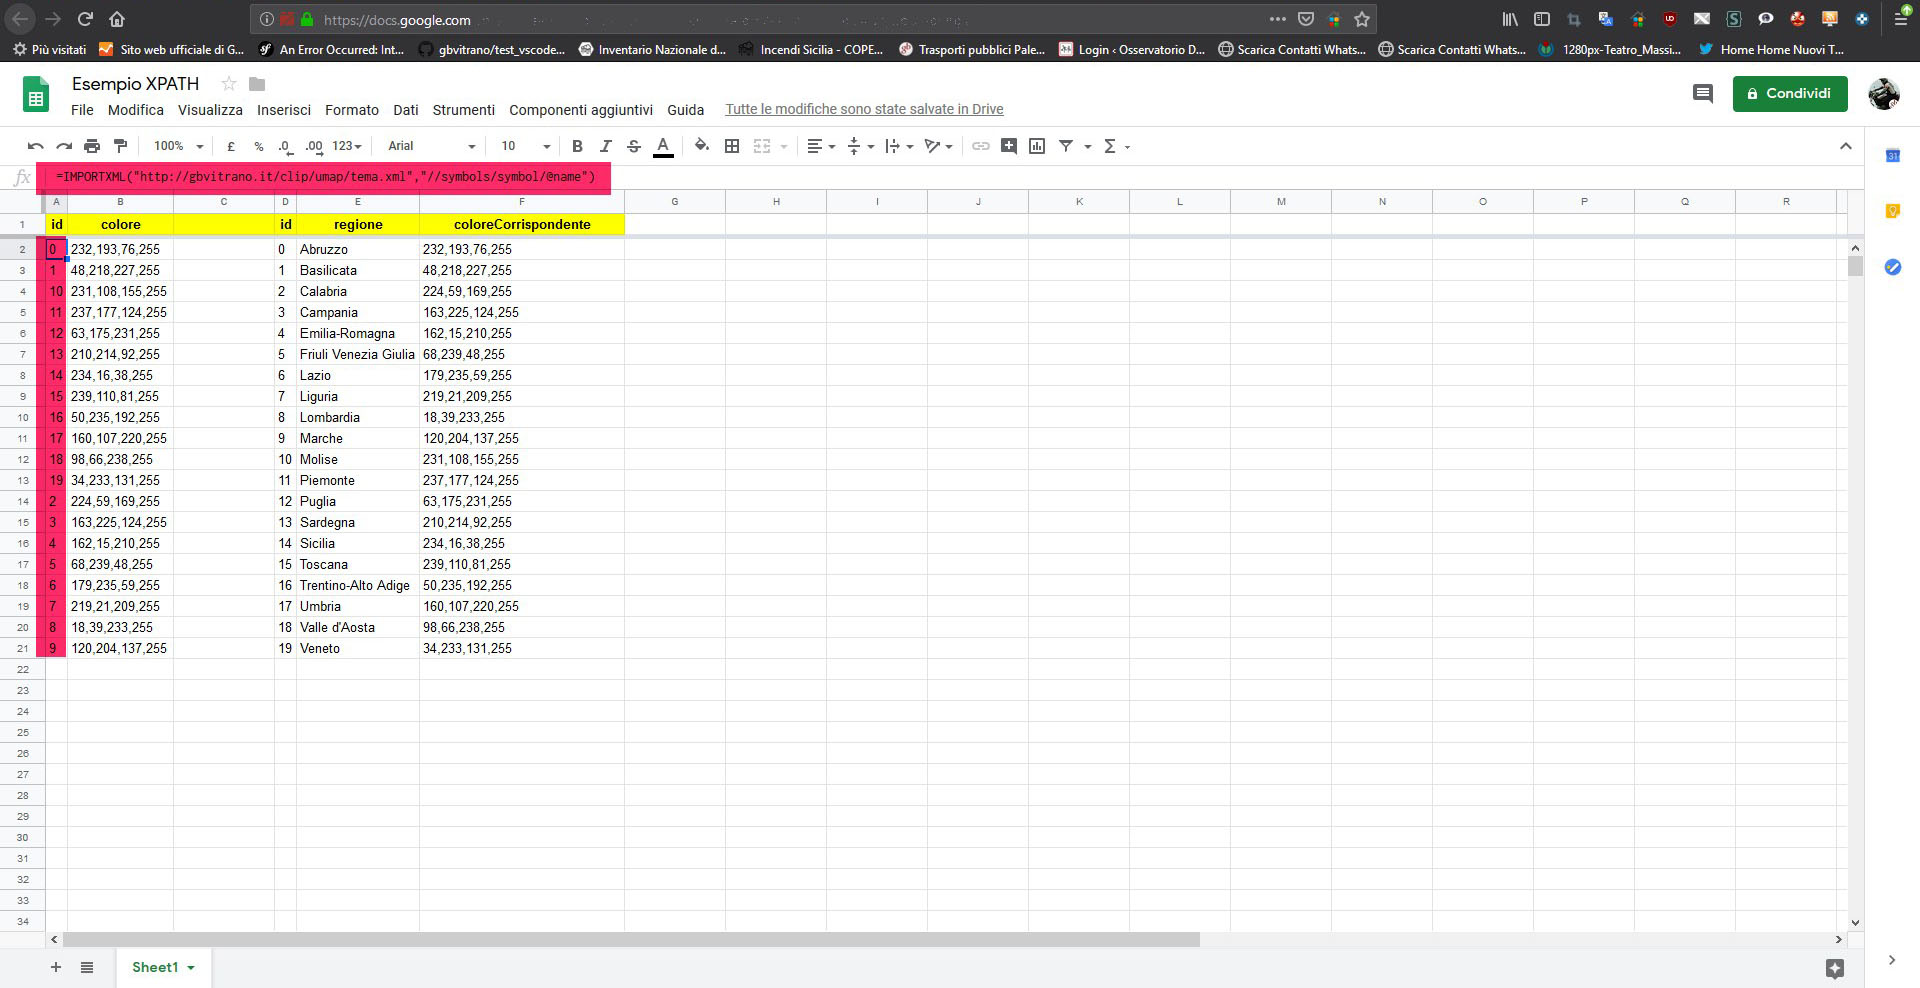 https://docs.google.com
Più visitati Sito web ufficiale di G... An Error Occurred: Int... gbvitrano/test_vscode... Inventario Nazionale d... Incendi Sicilia - COPE... Trasporti pubblici Pale... Login ‹ Osservatorio D... Scarica Contatti Whats... Scarica Contatti Whats... 1280px-Teatro_Massi... Home Home Nuovi T...
Esempio XPATH
File Modifica Visualizza Inserisci Formato Dati Strumenti Componenti aggiuntivi Guida Tutte le modifiche sono state salvate in Drive
Condividi
100% £ % .0 .00 123 Arial 10 B I S A Σ
fx =IMPORTXML("http://gbvitrano.it/clip/umap/tema.xml","//symbols/symbol/@name")
A B C D E F G H I J K L M N O P Q R
1 id colore id regione coloreCorrispondente
2 0 232,193,76,255 0 Abruzzo 232,193,76,255
3 1 48,218,227,255 1 Basilicata 48,218,227,255
4 10 231,108,155,255 2 Calabria 224,59,169,255
5 11 237,177,124,255 3 Campania 163,225,124,255
6 12 63,175,231,255 4 Emilia-Romagna 162,15,210,255
7 13 210,214,92,255 5 Friuli Venezia Giulia 68,239,48,255
8 14 234,16,38,255 6 Lazio 179,235,59,255
9 15 239,110,81,255 7 Liguria 219,21,209,255
10 16 50,235,192,255 8 Lombardia 18,39,233,255
11 17 160,107,220,255 9 Marche 120,204,137,255
12 18 98,66,238,255 10 Molise 231,108,155,255
13 19 34,233,131,255 11 Piemonte 237,177,124,255
14 2 224,59,169,255 12 Puglia 63,175,231,255
15 3 163,225,124,255 13 Sardegna 210,214,92,255
16 4 162,15,210,255 14 Sicilia 234,16,38,255
17 5 68,239,48,255 15 Toscana 239,110,81,255
18 6 179,235,59,255 16 Trentino-Alto Adige 50,235,192,255
19 7 219,21,209,255 17 Umbria 160,107,220,255
20 8 18,39,233,255 18 Valle d'Aosta 98,66,238,255
21 9 120,204,137,255 19 Veneto 34,233,131,255
22
23
24
25
26
27
28
29
30
31
32
33
34
Sheet1